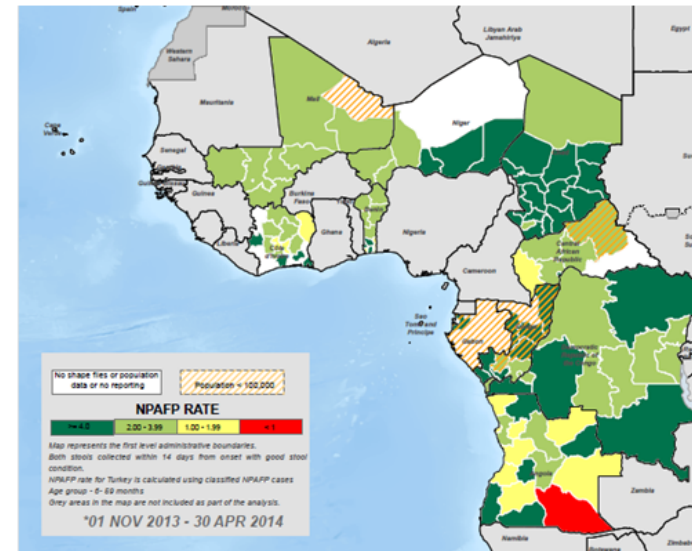 Spain
Morocco
Western
Sahara
Algeria
Libyan Arab
Jamahiriya
Egypt
Mauritania
Mali
Niger
Cape
Verde
Senegal
Guinea
Burkina
Faso
Liberia
Côte
Ghana
Nigeria
Cameroon
Central
African
Republic
Sao
Tome and
Principe
Gabon
Angola
Zambia
Namibia
Botswana
No shape files or population
data or no reporting
Population < 100,000
NPAFP RATE
>= 4.0
2.00 - 3.99
1.00 - 1.99
< 1
Map represents the first level administrative boundaries.
Both stools collected within 14 days from onset with good stool
condition.
NPAFP rate for Turkey is calculated using classified NPAFP cases
Age group - 6- 69 months
Grey areas in the map are not included as part of the analysis.
*01 NOV 2013 - 30 APR 2014